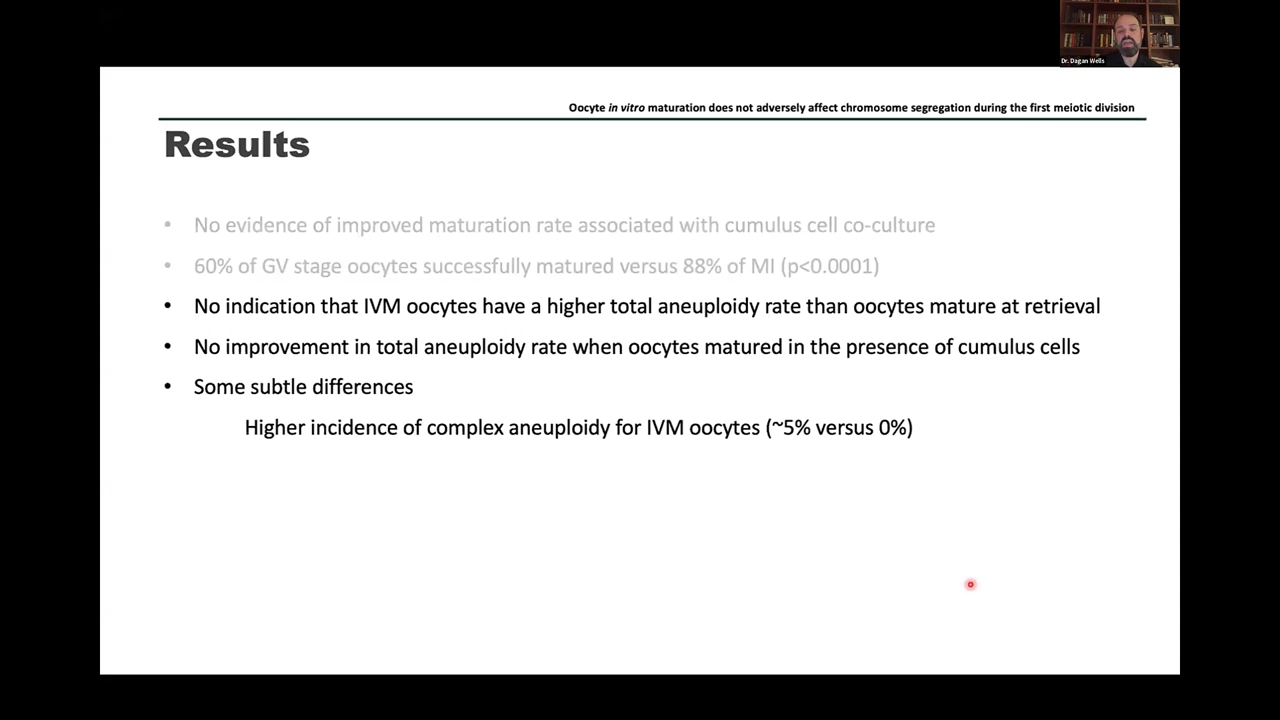 Dr. Dagan Wells
Oocyte in vitro maturation does not adversely affect chromosome segregation during the first meiotic division
Results
• No evidence of improved maturation rate associated with cumulus cell co-culture
• 60% of GV stage oocytes successfully matured versus 88% of MI (p<0.0001)
• No indication that IVM oocytes have a higher total aneuploidy rate than oocytes mature at retrieval
• No improvement in total aneuploidy rate when oocytes matured in the presence of cumulus cells
• Some subtle differences
Higher incidence of complex aneuploidy for IVM oocytes (~5% versus 0%)